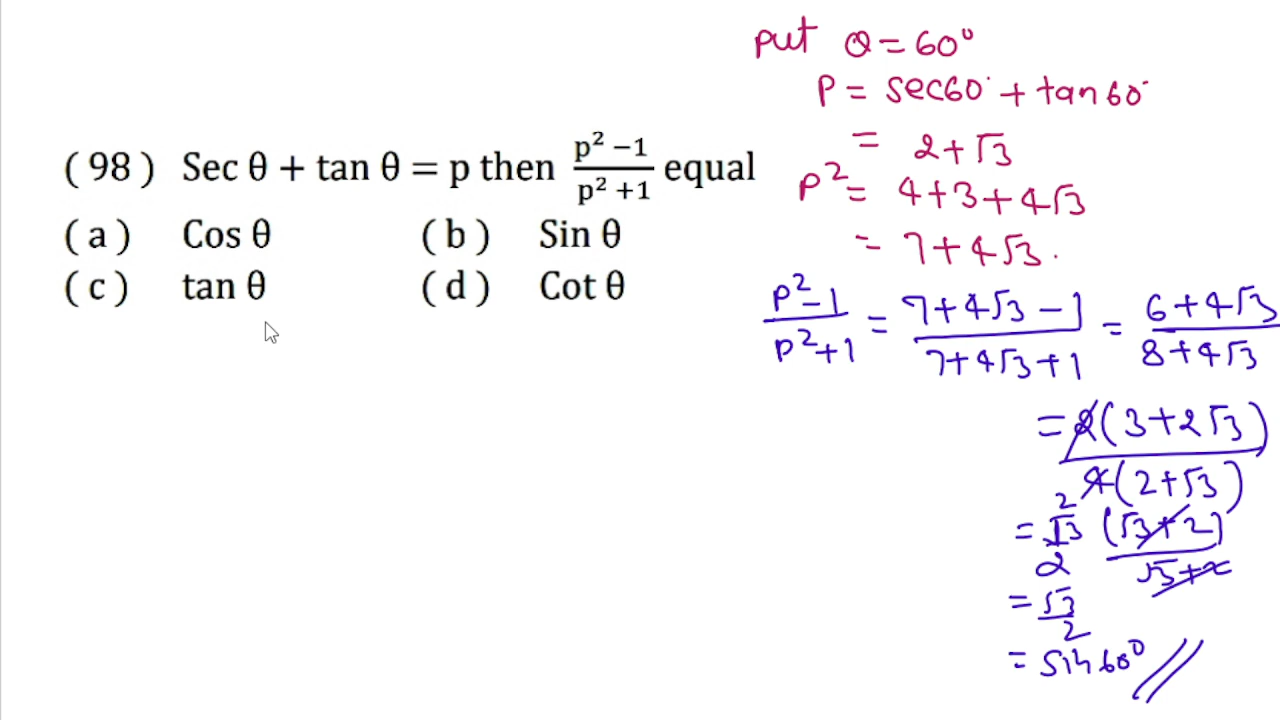 ( 98 ) Sec θ + tan θ = p then (p² −1)/(p² +1) equal
( a ) Cos θ ( b ) Sin θ
( c ) tan θ ( d ) Cot θ
put θ = 60°
P = sec60° + tan60°
= 2+√3
P² = 4+3+4√3
= 7+4√3.
(P²−1)/(P²+1) = (7+4√3−1)/(7+4√3+1) = (6+4√3)/(8+4√3)
= 2(3+2√3)/4(2+√3)
2
= √3/2 (√3+2)/(√3+2)
= √3/2
= sin60°